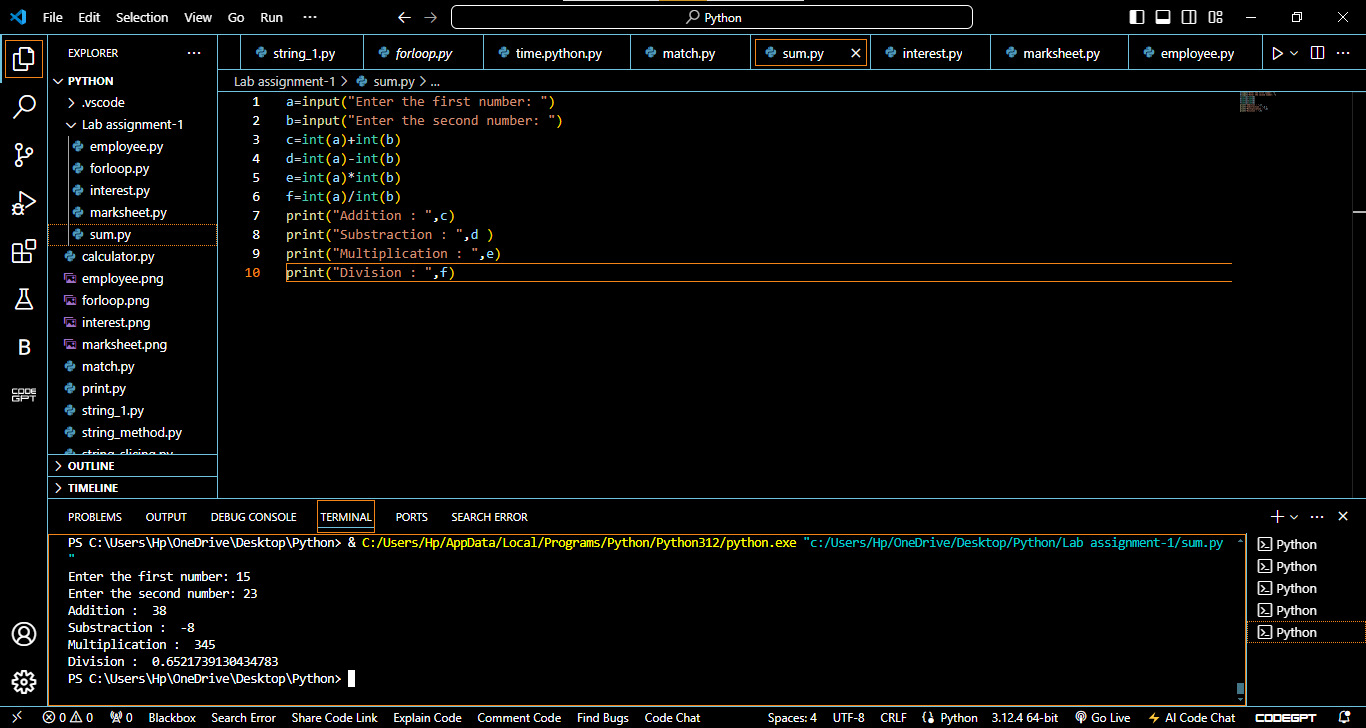 File Edit Selection View Go Run ··· Python
EXPLORER ···
PYTHON
.vscode
Lab assignment-1
employee.py
forloop.py
interest.py
marksheet.py
sum.py
calculator.py
employee.png
forloop.png
interest.png
marksheet.png
match.py
print.py
string_1.py
string_method.py
string_slicing.py
OUTLINE
TIMELINE
B
CODE
GPT
string_1.py forloop.py time.python.py match.py sum.py interest.py marksheet.py employee.py ···
Lab assignment-1 > sum.py > ...
1 a=input("Enter the first number: ")
2 b=input("Enter the second number: ")
3 c=int(a)+int(b)
4 d=int(a)-int(b)
5 e=int(a)*int(b)
6 f=int(a)/int(b)
7 print("Addition : ",c)
8 print("Substraction : ",d )
9 print("Multiplication : ",e)
10 print("Division : ",f)
PROBLEMS OUTPUT DEBUG CONSOLE TERMINAL PORTS SEARCH ERROR
PS C:\Users\Hp\OneDrive\Desktop\Python> & C:/Users/Hp/AppData/Local/Programs/Python/Python312/python.exe "c:/Users/Hp/OneDrive/Desktop/Python/Lab assignment-1/sum.py
"
Enter the first number: 15
Enter the second number: 23
Addition :  38
Substraction :  -8
Multiplication :  345
Division :  0.6521739130434783
PS C:\Users\Hp\OneDrive\Desktop\Python>
Python
Python
Python
Python
Python
0 0 0 Blackbox Search Error Share Code Link Explain Code Comment Code Find Bugs Code Chat Spaces: 4 UTF-8 CRLF Python 3.12.4 64-bit Go Live AI Code Chat CODEGPT